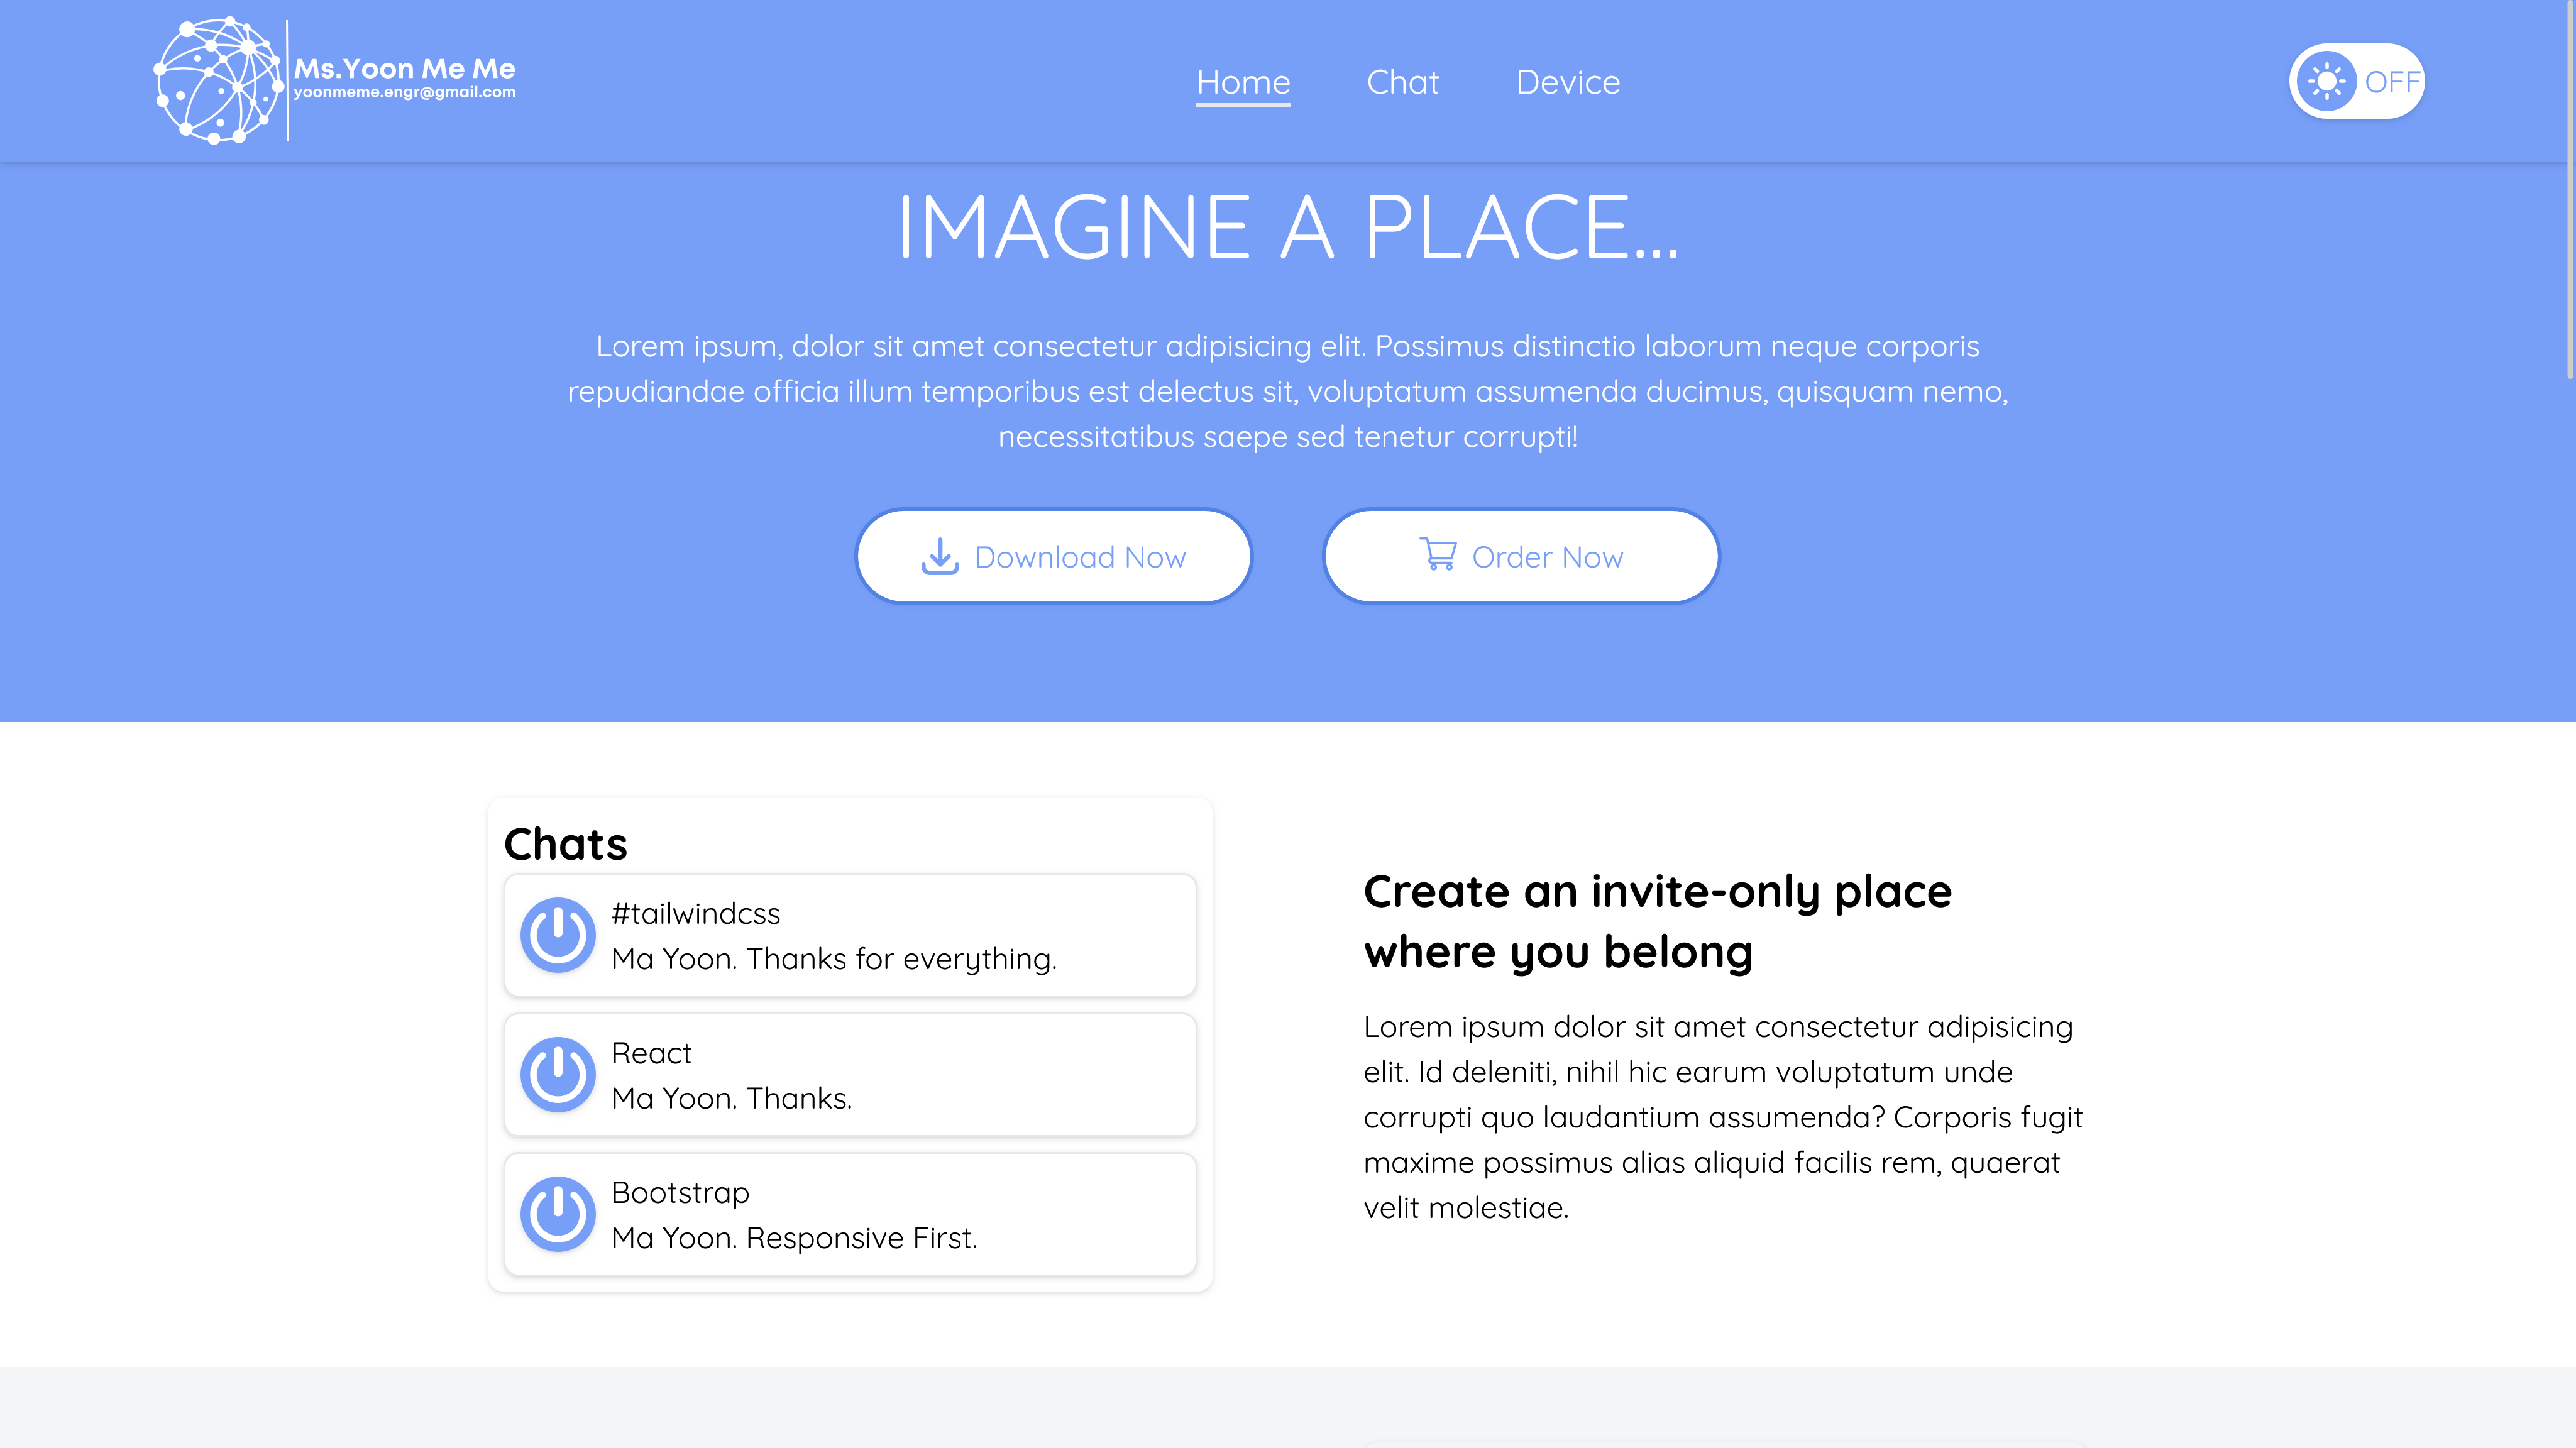 Ms.Yoon Me Me
yoonmeme.engr@gmail.com
Home
Chat
Device
OFF
IMAGINE A PLACE...
Lorem ipsum, dolor sit amet consectetur adipisicing elit. Possimus distinctio laborum neque corporis
repudiandae officia illum temporibus est delectus sit, voluptatum assumenda ducimus, quisquam nemo,
necessitatibus saepe sed tenetur corrupti!
Download Now
Order Now
Chats
#tailwindcss
Ma Yoon. Thanks for everything.
React
Ma Yoon. Thanks.
Bootstrap
Ma Yoon. Responsive First.
Create an invite-only place
where you belong
Lorem ipsum dolor sit amet consectetur adipisicing
elit. Id deleniti, nihil hic earum voluptatum unde
corrupti quo laudantium assumenda? Corporis fugit
maxime possimus alias aliquid facilis rem, quaerat
velit molestiae.